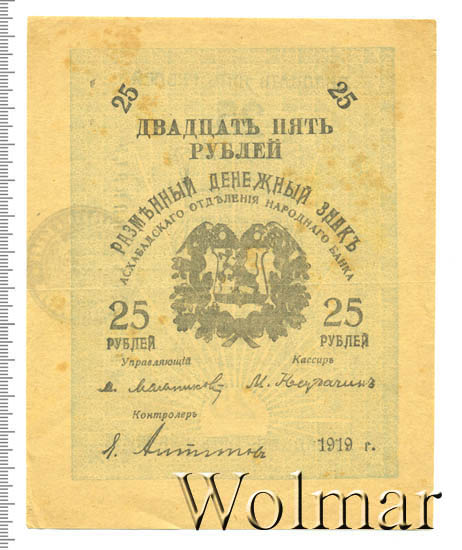 25 25
ДВАДЦАТЬ ПЯТЬ
РУБЛЕЙ
РАЗМѢННЫЙ ДЕНЕЖНЫЙ ЗНАКЪ
АСХАБАДСКАГО ОТДѢЛЕНІЯ НАРОДНАГО БАНКА
25 25
РУБЛЕЙ РУБЛЕЙ
Управляющій Кассиръ
Контролеръ
1919 г.
Wolmar